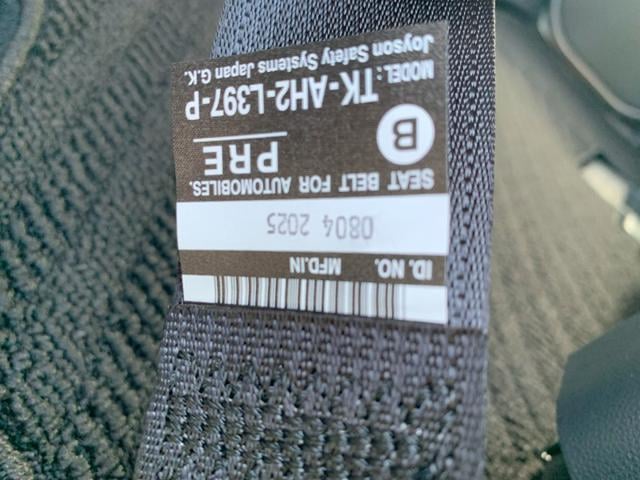 ID. NO. MFD.IN
0804 2025
SEAT BELT FOR AUTOMOBILES.
B PRE
MODEL: TK-AH2-L397-P
Joyson Safety Systems Japan G.K.